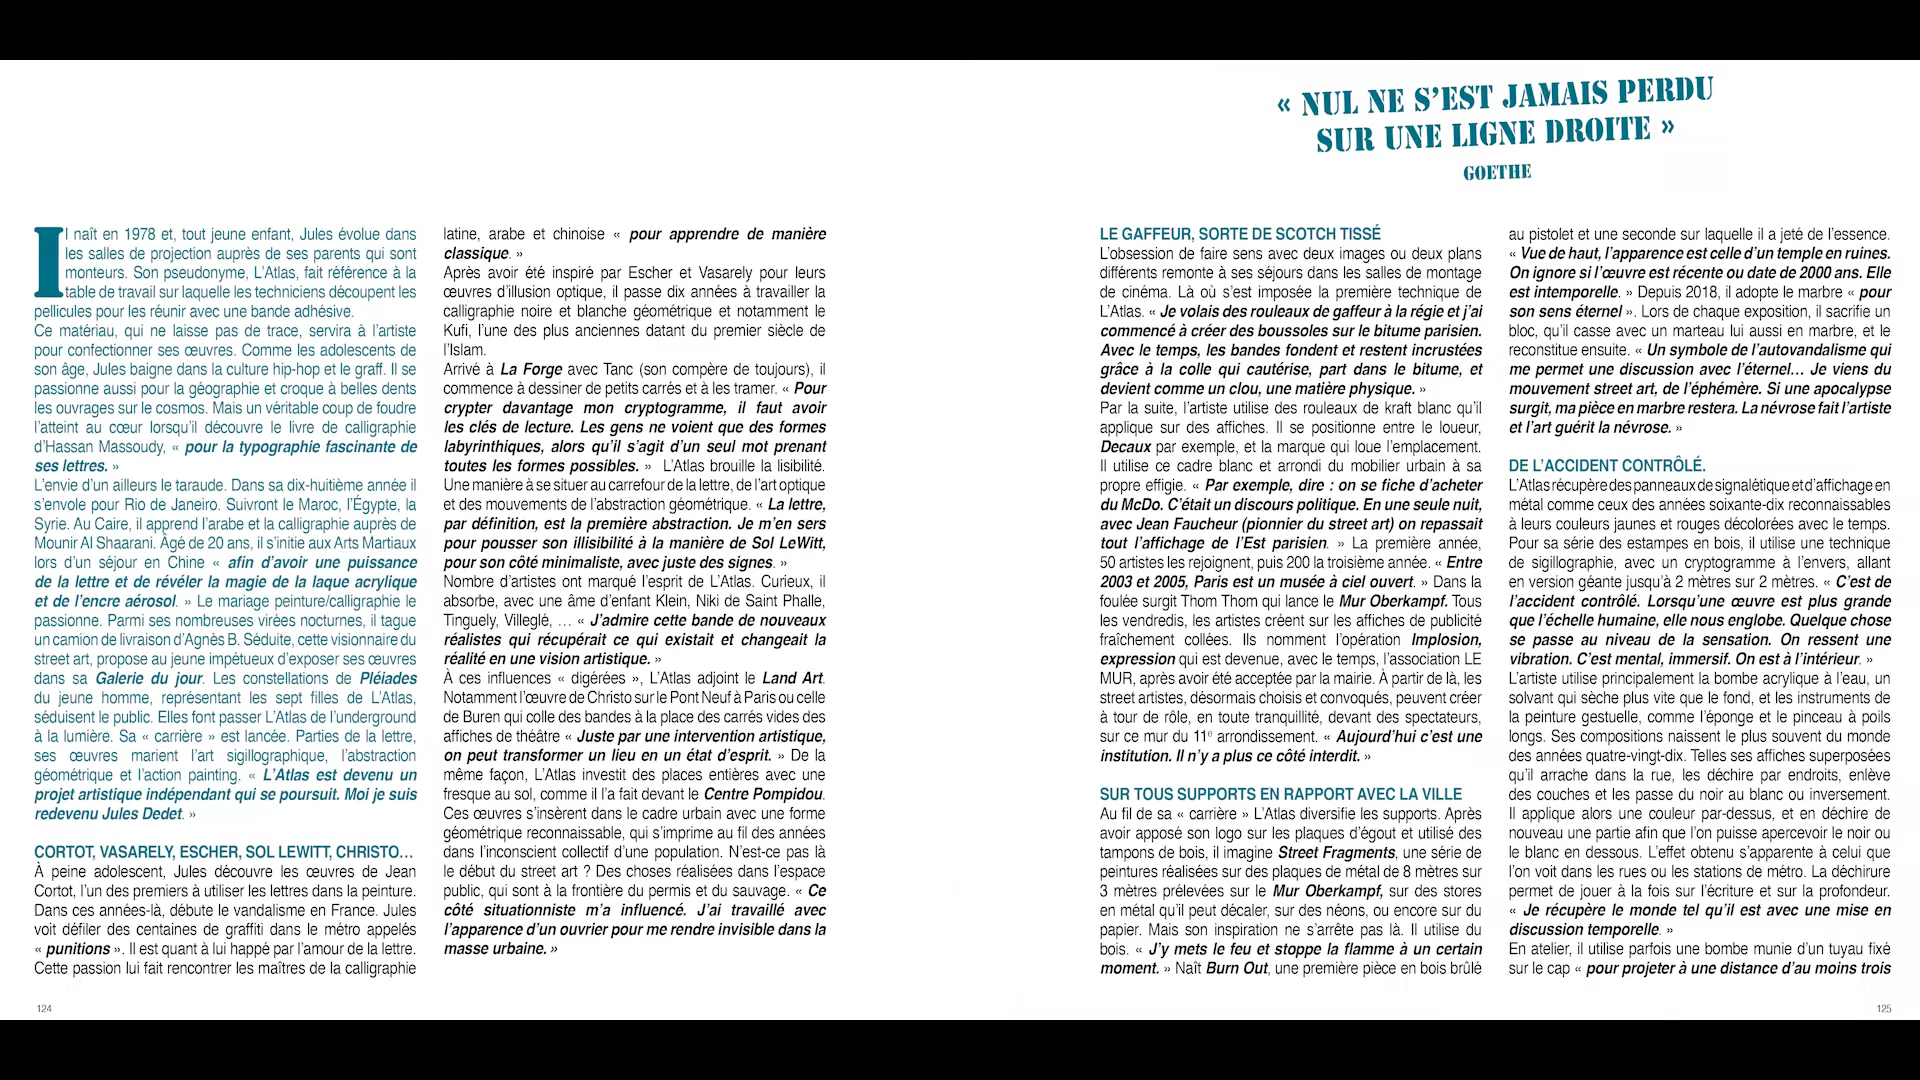 « NUL NE S’EST JAMAIS PERDU
SUR UNE LIGNE DROITE »
GOETHE
Il naît en 1978 et, tout jeune enfant, Jules évolue dans
les salles de projection auprès de ses parents qui sont
monteurs. Son pseudonyme, L’Atlas, fait référence à la
table de travail sur laquelle les techniciens découpent les
pellicules pour les réunir avec une bande adhésive.
Ce matériau, qui ne laisse pas de trace, servira à l’artiste
pour confectionner ses œuvres. Comme les adolescents de
son âge, Jules baigne dans la culture hip-hop et le graff. Il se
passionne aussi pour la géographie et croque à belles dents
les ouvrages sur le cosmos. Mais un véritable coup de foudre
l’atteint au cœur lorsqu’il découvre le livre de calligraphie
d’Hassan Massoudy, « pour la typographie fascinante de
ses lettres. »
L’envie d’un ailleurs le taraude. Dans sa dix-huitième année il
s’envole pour Rio de Janeiro. Suivront le Maroc, l’Égypte, la
Syrie. Au Caire, il apprend l’arabe et la calligraphie auprès de
Mounir Al Shaarani. Âgé de 20 ans, il s’initie aux Arts Martiaux
lors d’un séjour en Chine « afin d’avoir une puissance
de la lettre et de révéler la magie de la laque acrylique
et de l’encre aérosol. » Le mariage peinture/calligraphie le
passionne. Parmi ses nombreuses virées nocturnes, il tague
un camion de livraison d’Agnès B. Séduite, cette visionnaire du
street art, propose au jeune impétueux d’exposer ses œuvres
dans sa Galerie du jour. Les constellations de Pléiades
du jeune homme, représentant les sept filles de L’Atlas,
séduisent le public. Elles font passer L’Atlas de l’underground
à la lumière. Sa « carrière » est lancée. Parties de la lettre,
ses œuvres marient l’art sigillographique, l’abstraction
géométrique et l’action painting. « L’Atlas est devenu un
projet artistique indépendant qui se poursuit. Moi je suis
redevenu Jules Dedet. »
CORTOT, VASARELY, ESCHER, SOL LEWITT, CHRISTO…
À peine adolescent, Jules découvre les œuvres de Jean
Cortot, l’un des premiers à utiliser les lettres dans la peinture.
Dans ces années-là, débute le vandalisme en France. Jules
voit défiler des centaines de graffiti dans le métro appelés
« punitions ». Il est quant à lui happé par l’amour de la lettre.
Cette passion lui fait rencontrer les maîtres de la calligraphie
latine, arabe et chinoise « pour apprendre de manière
classique. »
Après avoir été inspiré par Escher et Vasarely pour leurs
œuvres d’illusion optique, il passe dix années à travailler la
calligraphie noire et blanche géométrique et notamment le
Kufi, l’une des plus anciennes datant du premier siècle de
l’Islam.
Arrivé à La Forge avec Tanc (son compère de toujours), il
commence à dessiner de petits carrés et à les tramer. « Pour
crypter davantage mon cryptogramme, il faut avoir
les clés de lecture. Les gens ne voient que des formes
labyrinthiques, alors qu’il s’agit d’un seul mot prenant
toutes les formes possibles. » L’Atlas brouille la lisibilité.
Une manière à se situer au carrefour de la lettre, de l’art optique
et des mouvements de l’abstraction géométrique. « La lettre,
par définition, est la première abstraction. Je m’en sers
pour pousser son illisibilité à la manière de Sol LeWitt,
pour son côté minimaliste, avec juste des signes. »
Nombre d’artistes ont marqué l’esprit de L’Atlas. Curieux, il
absorbe, avec une âme d’enfant Klein, Niki de Saint Phalle,
Tinguely, Villeglé, … « J’admire cette bande de nouveaux
réalistes qui récupérait ce qui existait et changeait la
réalité en une vision artistique. »
À ces influences « digérées », L’Atlas adjoint le Land Art.
Notamment l’œuvre de Christo sur le Pont Neuf à Paris ou celle
de Buren qui colle des bandes à la place des carrés vides des
affiches de théâtre « Juste par une intervention artistique,
on peut transformer un lieu en un état d’esprit. » De la
même façon, L’Atlas investit des places entières avec une
fresque au sol, comme il l’a fait devant le Centre Pompidou.
Ces œuvres s’insèrent dans le cadre urbain avec une forme
géométrique reconnaissable, qui s’imprime au fil des années
dans l’inconscient collectif d’une population. N’est-ce pas là
le début du street art ? Des choses réalisées dans l’espace
public, qui sont à la frontière du permis et du sauvage. « Ce
côté situationniste m’a influencé. J’ai travaillé avec
l’apparence d’un ouvrier pour me rendre invisible dans la
masse urbaine. »
124
LE GAFFEUR, SORTE DE SCOTCH TISSÉ
L’obsession de faire sens avec deux images ou deux plans
différents remonte à ses séjours dans les salles de montage
de cinéma. Là où s’est imposée la première technique de
L’Atlas. « Je volais des rouleaux de gaffeur à la régie et j’ai
commencé à créer des boussoles sur le bitume parisien.
Avec le temps, les bandes fondent et restent incrustées
grâce à la colle qui cautérise, part dans le bitume, et
devient comme un clou, une matière physique. »
Par la suite, l’artiste utilise des rouleaux de kraft blanc qu’il
applique sur des affiches. Il se positionne entre le loueur,
Decaux par exemple, et la marque qui loue l’emplacement.
Il utilise ce cadre blanc et arrondi du mobilier urbain à sa
propre effigie. « Par exemple, dire : on se fiche d’acheter
du McDo. C’était un discours politique. En une seule nuit,
avec Jean Faucheur (pionnier du street art) on repassait
tout l’affichage de l’Est parisien. » La première année,
50 artistes les rejoignent, puis 200 la troisième année. « Entre
2003 et 2005, Paris est un musée à ciel ouvert. » Dans la
foulée surgit Thom Thom qui lance le Mur Oberkampf. Tous
les vendredis, les artistes créent sur les affiches de publicité
fraîchement collées. Ils nomment l’opération Implosion,
expression qui est devenue, avec le temps, l’association LE
MUR, après avoir été acceptée par la mairie. À partir de là, les
street artistes, désormais choisis et convoqués, peuvent créer
à tour de rôle, en toute tranquillité, devant des spectateurs,
sur ce mur du 11e arrondissement. « Aujourd’hui c’est une
institution. Il n’y a plus ce côté interdit. »
SUR TOUS SUPPORTS EN RAPPORT AVEC LA VILLE
Au fil de sa « carrière » L’Atlas diversifie les supports. Après
avoir apposé son logo sur les plaques d’égout et utilisé des
tampons de bois, il imagine Street Fragments, une série de
peintures réalisées sur des plaques de métal de 8 mètres sur
3 mètres prélevées sur le Mur Oberkampf, sur des stores
en métal qu’il peut décaler, sur des néons, ou encore sur du
papier. Mais son inspiration ne s’arrête pas là. Il utilise du
bois. « J’y mets le feu et stoppe la flamme à un certain
moment. » Naît Burn Out, une première pièce en bois brûlé
au pistolet et une seconde sur laquelle il a jeté de l’essence.
« Vue de haut, l’apparence est celle d’un temple en ruines.
On ignore si l’œuvre est récente ou date de 2000 ans. Elle
est intemporelle. » Depuis 2018, il adopte le marbre « pour
son sens éternel ». Lors de chaque exposition, il sacrifie un
bloc, qu’il casse avec un marteau lui aussi en marbre, et le
reconstitue ensuite. « Un symbole de l’autovandalisme qui
me permet une discussion avec l’éternel… Je viens du
mouvement street art, de l’éphémère. Si une apocalypse
surgit, ma pièce en marbre restera. La névrose fait l’artiste
et l’art guérit la névrose. »
DE L’ACCIDENT CONTRÔLÉ.
L’Atlas récupère des panneaux de signalétique et d’affichage en
métal comme ceux des années soixante-dix reconnaissables
à leurs couleurs jaunes et rouges décolorées avec le temps.
Pour sa série des estampes en bois, il utilise une technique
de sigillographie, avec un cryptogramme à l’envers, allant
en version géante jusqu’à 2 mètres sur 2 mètres. « C’est de
l’accident contrôlé. Lorsqu’une œuvre est plus grande
que l’échelle humaine, elle nous englobe. Quelque chose
se passe au niveau de la sensation. On ressent une
vibration. C’est mental, immersif. On est à l’intérieur. »
L’artiste utilise principalement la bombe acrylique à l’eau, un
solvant qui sèche plus vite que le fond, et les instruments de
la peinture gestuelle, comme l’éponge et le pinceau à poils
longs. Ses compositions naissent le plus souvent du monde
des années quatre-vingt-dix. Telles ses affiches superposées
qu’il arrache dans la rue, les déchire par endroits, enlève
des couches et les passe du noir au blanc ou inversement.
Il applique alors une couleur par-dessus, et en déchire de
nouveau une partie afin que l’on puisse apercevoir le noir ou
le blanc en dessous. L’effet obtenu s’apparente à celui que
l’on voit dans les rues ou les stations de métro. La déchirure
permet de jouer à la fois sur l’écriture et sur la profondeur.
« Je récupère le monde tel qu’il est avec une mise en
discussion temporelle. »
En atelier, il utilise parfois une bombe munie d’un tuyau fixé
sur le cap « pour projeter à une distance d’au moins trois
125